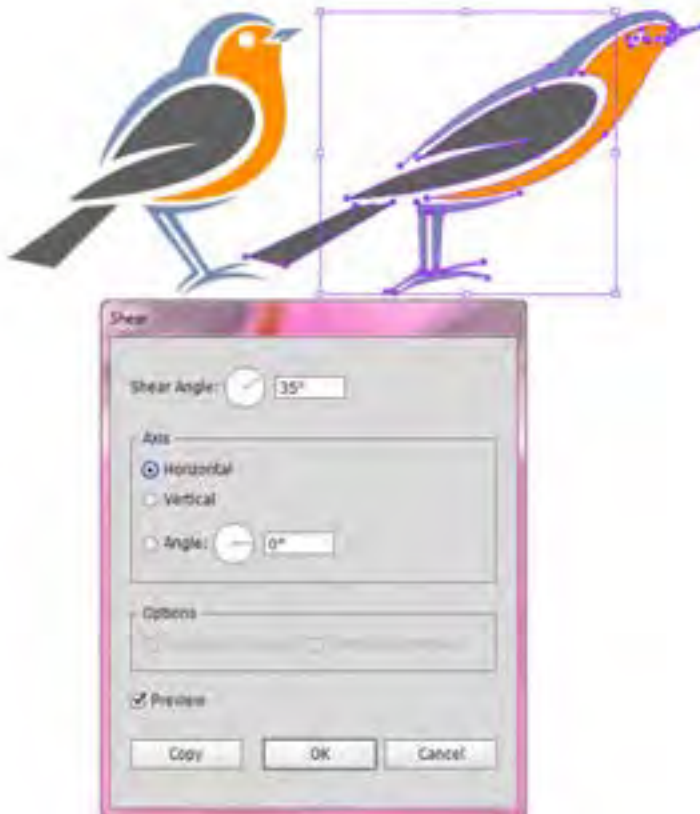 Shear
Shear Angle: 35°
Axis
Horizontal
Vertical
Angle: 0°
Options
Preview
Copy OK Cancel